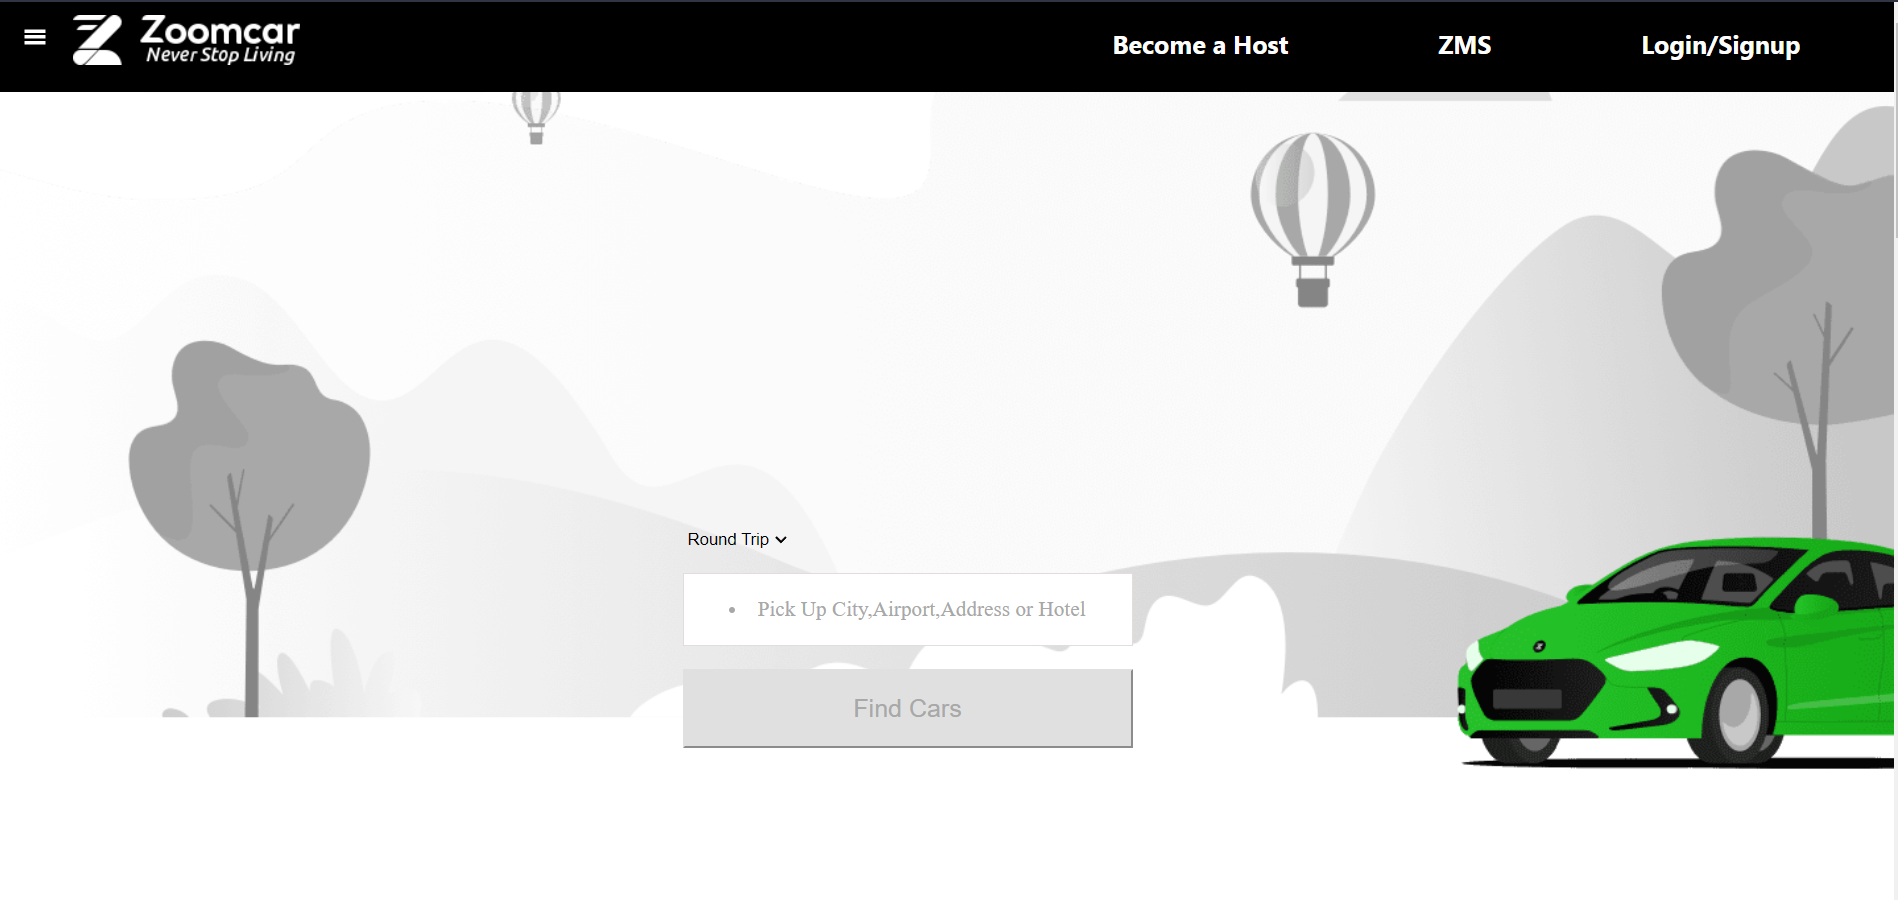 Zoomcar
Never Stop Living
Become a Host
ZMS
Login/Signup
Round Trip
• Pick Up City,Airport,Address or Hotel
Find Cars